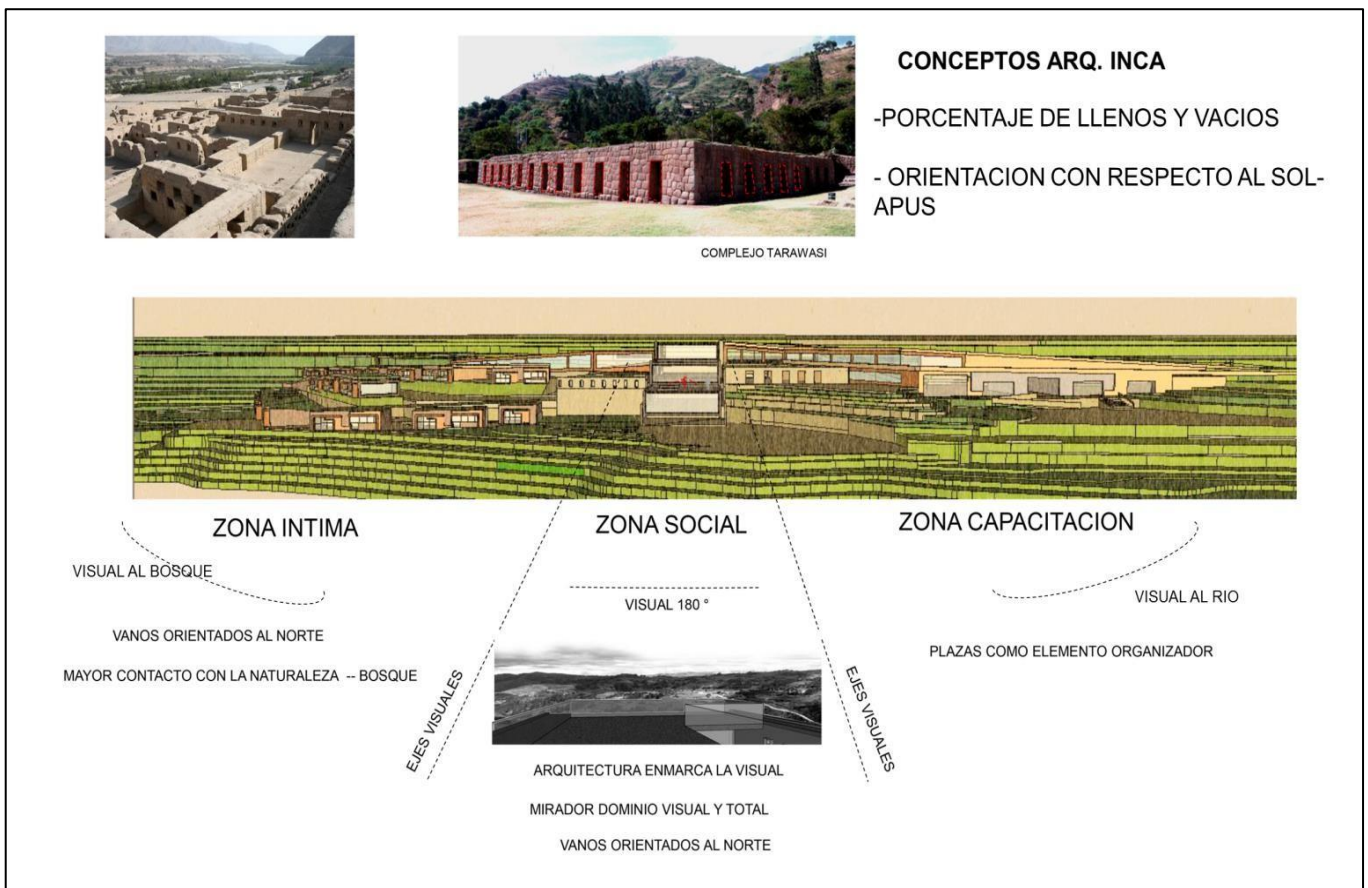 CONCEPTOS ARQ. INCA
-PORCENTAJE DE LLENOS Y VACIOS
- ORIENTACION CON RESPECTO AL SOL-
APUS
COMPLEJO TARAWASI
ZONA INTIMA
ZONA SOCIAL
ZONA CAPACITACION
VISUAL AL BOSQUE
VISUAL 180 °
VISUAL AL RIO
VANOS ORIENTADOS AL NORTE
PLAZAS COMO ELEMENTO ORGANIZADOR
MAYOR CONTACTO CON LA NATURALEZA -- BOSQUE
EJES VISUALES
EJES VISUALES
ARQUITECTURA ENMARCA LA VISUAL
MIRADOR DOMINIO VISUAL Y TOTAL
VANOS ORIENTADOS AL NORTE